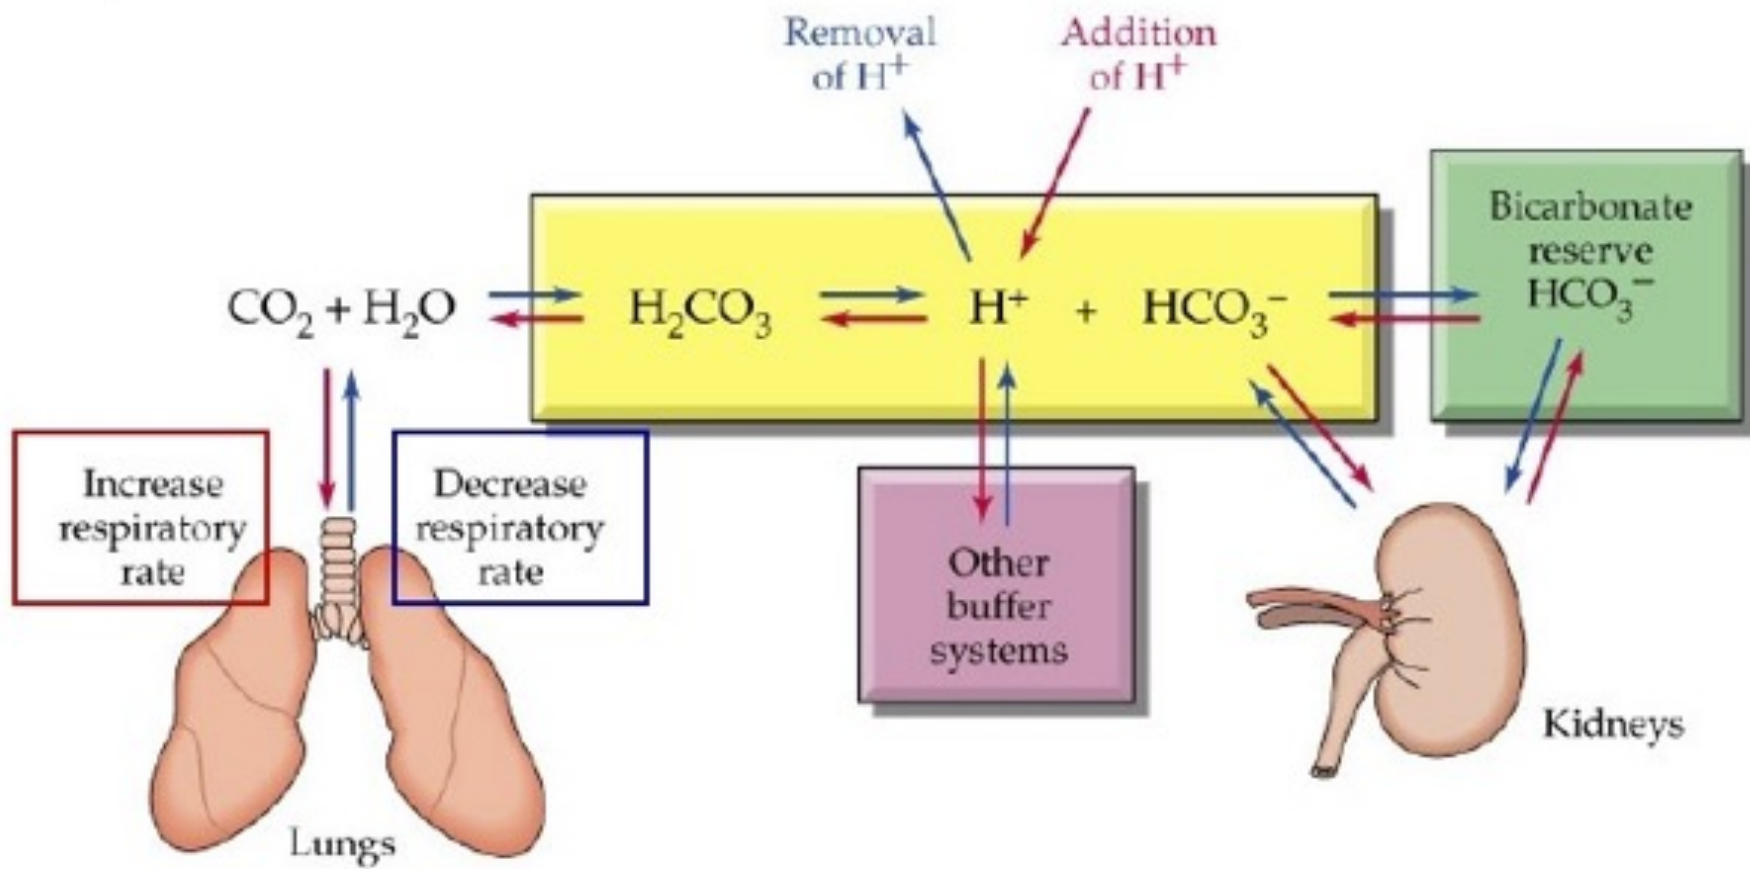 Removal
of H⁺
Addition
of H⁺
CO₂ + H₂O
H₂CO₃
H⁺ + HCO₃⁻
Bicarbonate
reserve
HCO₃⁻
Increase
respiratory
rate
Decrease
respiratory
rate
Other
buffer
systems
Lungs
Kidneys